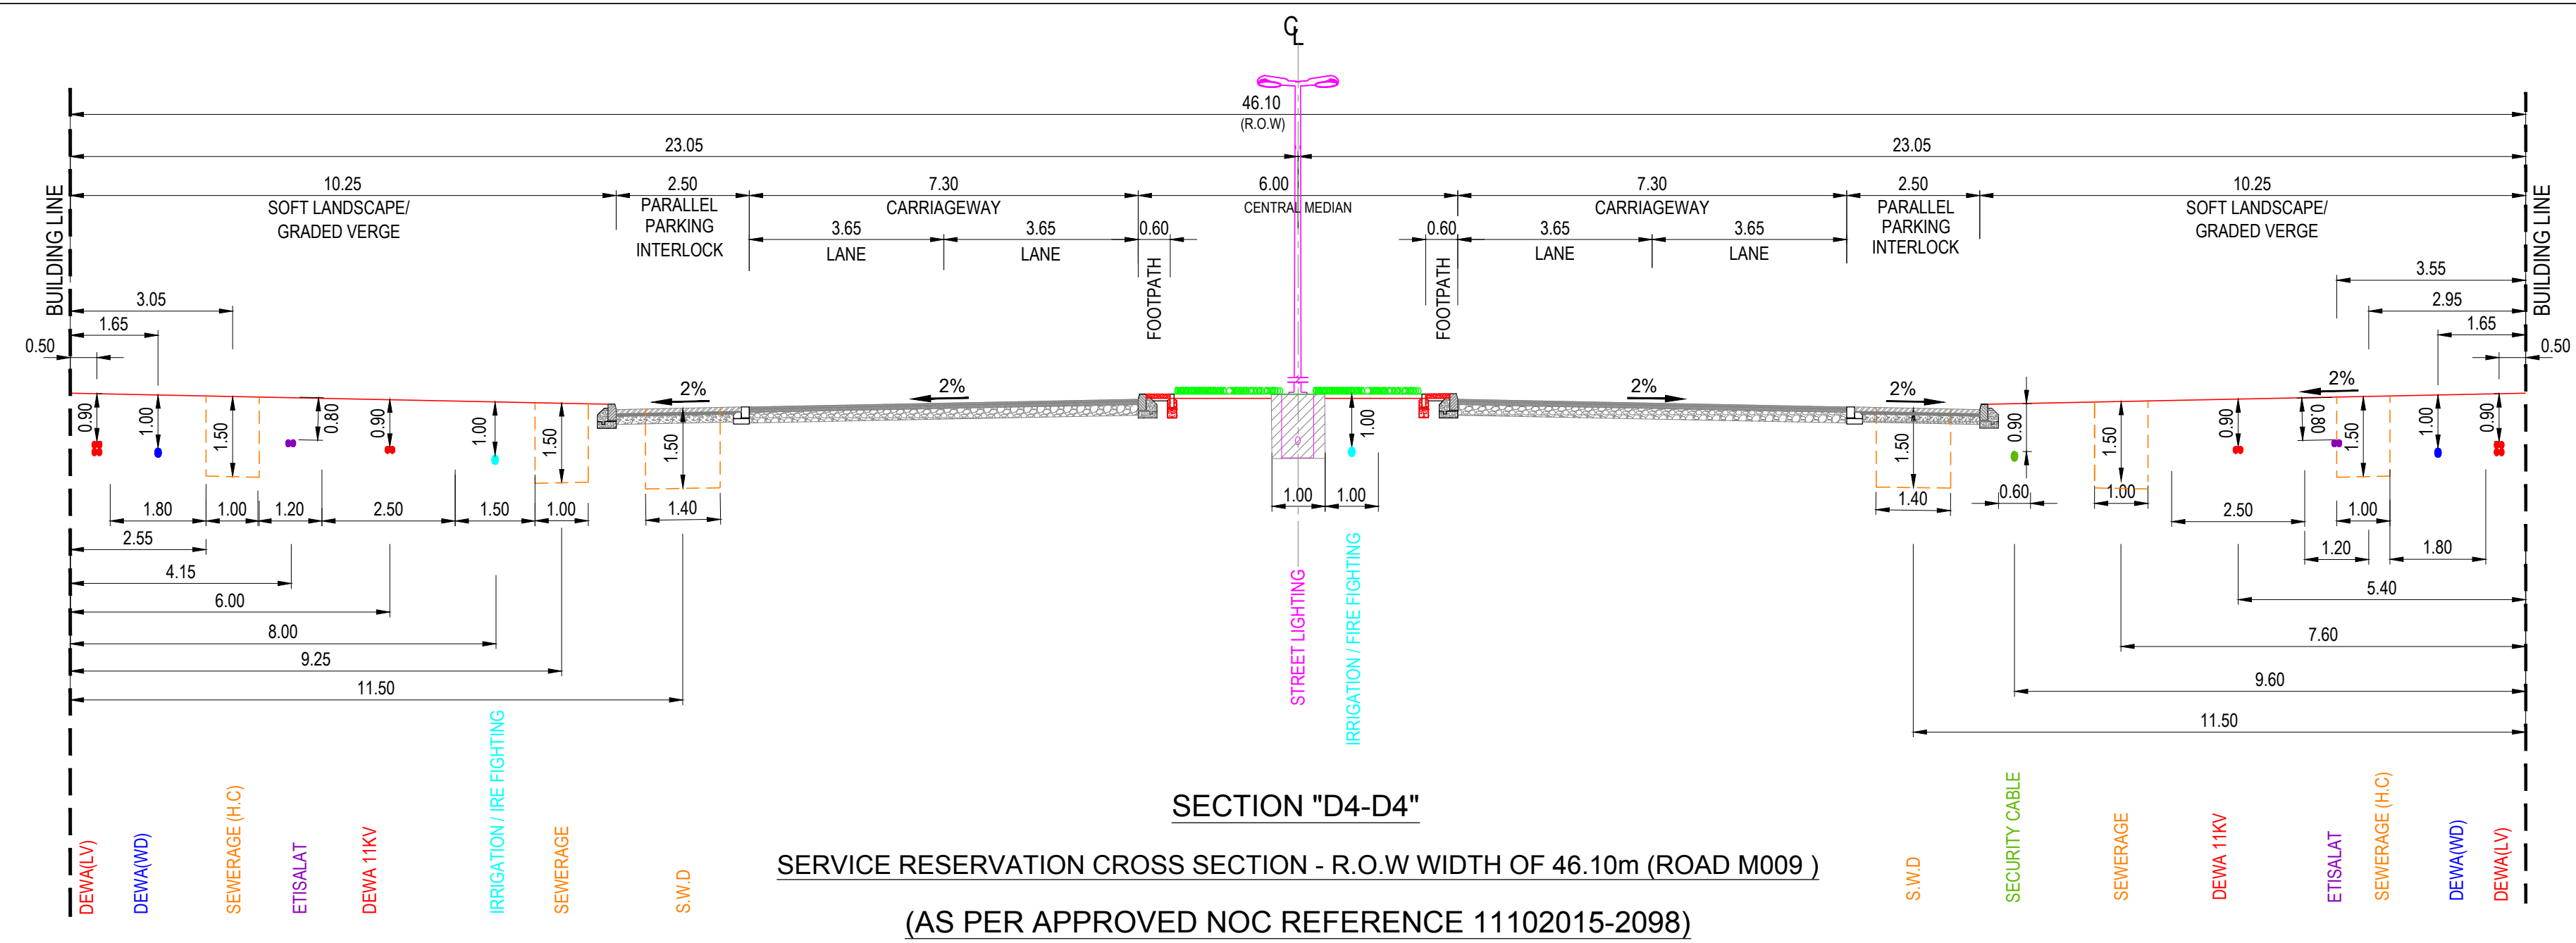 CL
46.10
(R.O.W)
23.05
23.05
10.25
2.50
7.30
6.00
7.30
2.50
10.25
SOFT LANDSCAPE/
GRADED VERGE
PARALLEL
PARKING
INTERLOCK
CARRIAGEWAY
CENTRAL MEDIAN
CARRIAGEWAY
PARALLEL
PARKING
INTERLOCK
SOFT LANDSCAPE/
GRADED VERGE
3.65
LANE
3.65
LANE
0.60
FOOTPATH
0.60
FOOTPATH
3.65
LANE
3.65
LANE
BUILDING LINE
BUILDING LINE
3.05
1.65
0.50
3.55
2.95
1.65
0.50
2%
2%
2%
2%
2%
0.90
1.00
1.50
0.80
0.90
1.00
1.50
1.50
1.00
1.50
0.90
1.50
0.90
0.80
1.50
1.00
0.90
1.80
1.00
1.20
2.50
1.50
1.00
1.40
1.00
1.00
1.40
0.60
1.00
2.50
1.00
1.20
1.80
2.55
4.15
6.00
8.00
9.25
11.50
5.40
7.60
9.60
11.50
STREET LIGHTING
IRRIGATION / FIRE FIGHTING
DEWA(LV)
DEWA(WD)
SEWERAGE (H.C)
ETISALAT
DEWA 11KV
IRRIGATION / IRE FIGHTING
SEWERAGE
S.W.D
S.W.D
SECURITY CABLE
SEWERAGE
DEWA 11KV
ETISALAT
SEWERAGE (H.C)
DEWA(WD)
DEWA(LV)
SECTION "D4-D4"
SERVICE RESERVATION CROSS SECTION - R.O.W WIDTH OF 46.10m (ROAD M009 )
(AS PER APPROVED NOC REFERENCE 11102015-2098)